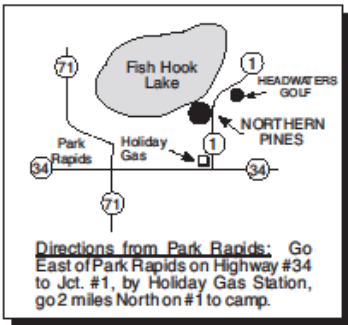 71
1
Fish Hook
Lake
HEADWATERS
GOLF
NORTHERN
PINES
Park
Rapids
Holiday
Gas
1
34
34
71
Directions from Park Rapids: Go
East of Park Rapids on Highway #34
to Jct. #1, by Holiday Gas Station,
go 2 miles North on #1 to camp.